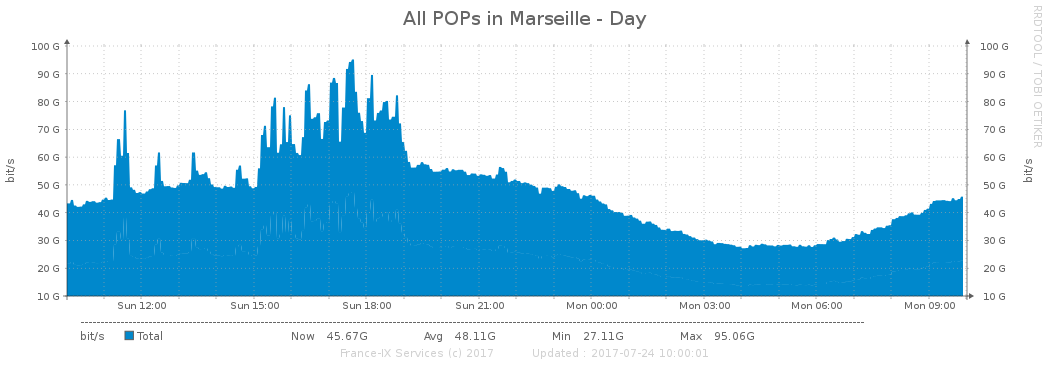 All POPs in Marseille - Day
RRDTOOL / TOBI OETIKER
bit/s
100 G 100 G
90 G 90 G
80 G 80 G
70 G 70 G
60 G 60 G
50 G 50 G
40 G 40 G
30 G 30 G
20 G 20 G
10 G 10 G
bit/s
Sun 12:00 Sun 15:00 Sun 18:00 Sun 21:00 Mon 00:00 Mon 03:00 Mon 06:00 Mon 09:00
bit/s Total Now 45.67G Avg 48.11G Min 27.11G Max 95.06G
France-IX Services (c) 2017 Updated : 2017-07-24 10:00:01